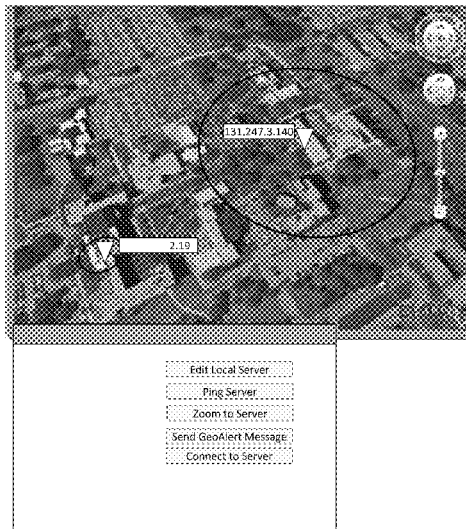 131.247.3.140
2.19
Edit Local Server
Ping Server
Zoom to Server
Send GeoAlert Message
Connect to Server